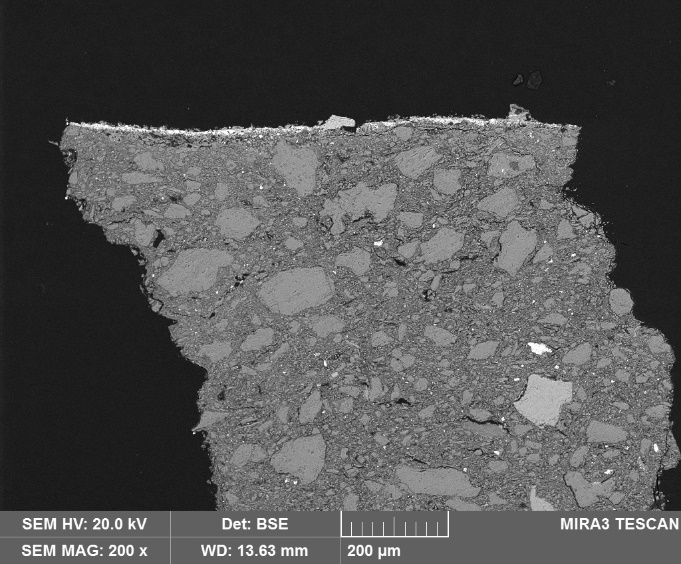 SEM HV: 20.0 kV Det: BSE MIRA3 TESCAN
SEM MAG: 200 x WD: 13.63 mm 200 µm